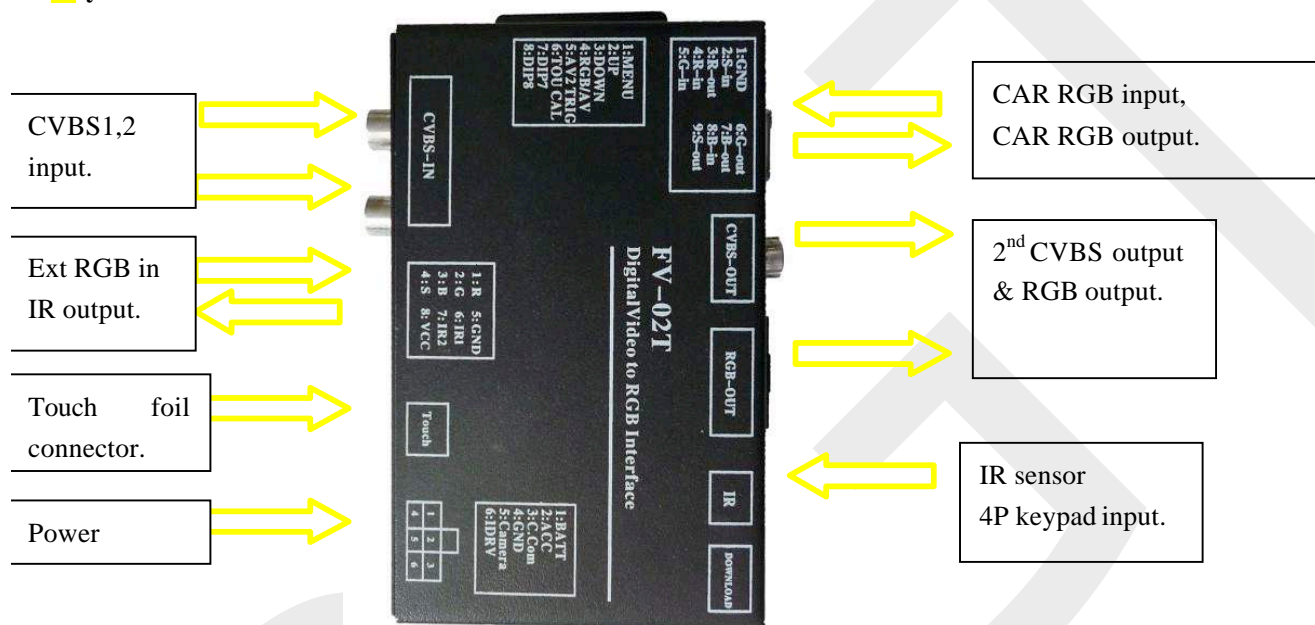 CVBS1,2
input.
Ext RGB in
IR output.
Touch foil
connector.
Power
1:MENU
2:UP
3:DOWN
4:RGB/AV
5:AV2 TRIG
6:TOU CAL
7:DIP7
8:DIP8
1:GND
2:S-in
3:R-out
4:R-in
5:G-in
6:G-out
7:B-out
8:B-in
9:S-out
CVBS-IN
CVBS-OUT
FV-02T
DigitalVideo to RGB Interface
1:R 5:GND
2:G 6:IR1
3:B 7:IR2
4:S 8:VCC
RGB-OUT
Touch
IR
1:BATT
2:ACC
3:C.Com
4:GND
5:Camera
6:IDRV
1 2 3
4 5 6
DOWNLOAD
CAR RGB input,
CAR RGB output.
2nd CVBS output
& RGB output.
IR sensor
4P keypad input.